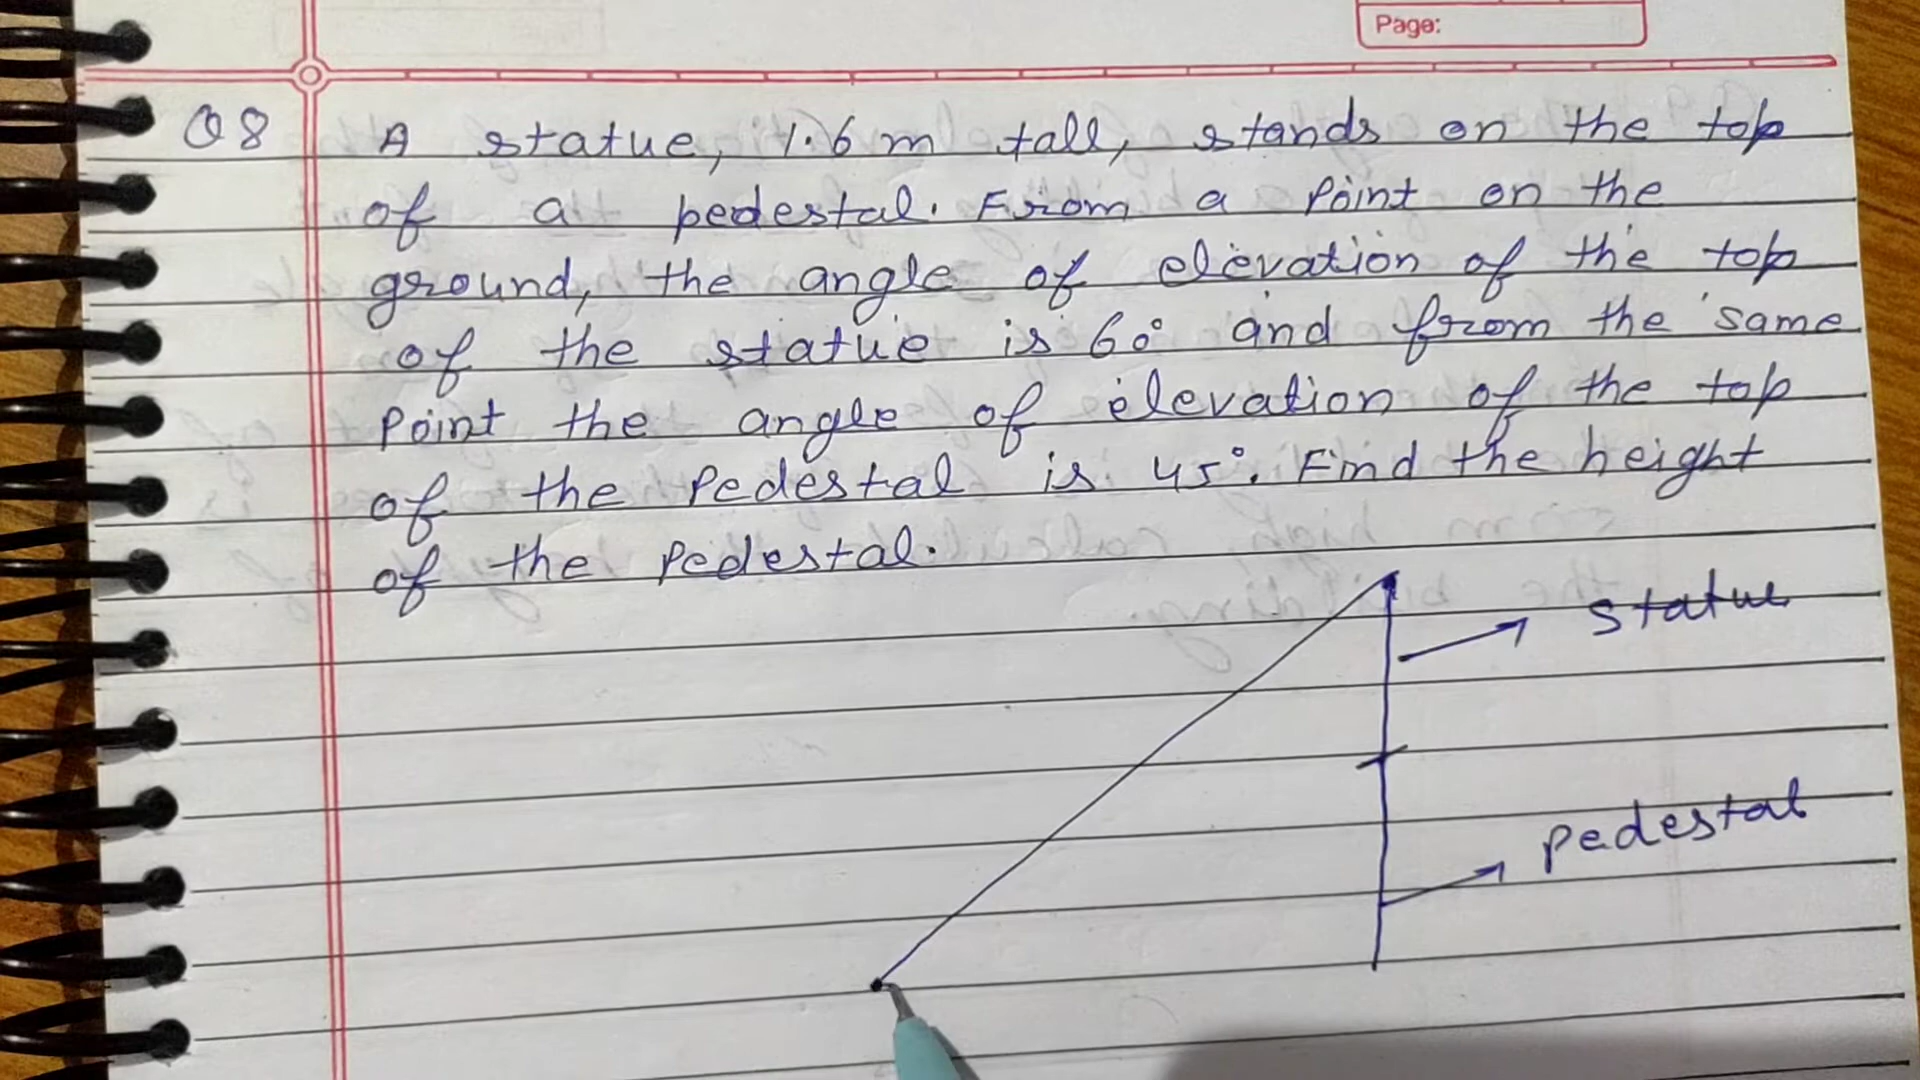 Page:
Q8 A statue, 1.6 m tall, stands on the top
of a pedestal. From a Point on the
ground, the angle of elevation of the top
of the statue is 60° and from the same
Point the angle of elevation of the top
of the Pedestal is 45°. Find the height
of the Pedestal.
statue
pedestal